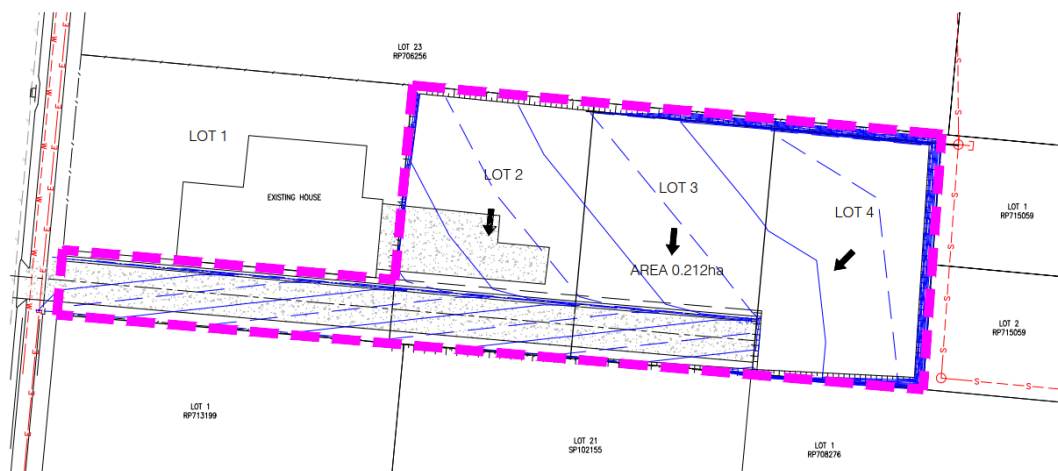 LOT 23
RP706256
LOT 1
EXISTING HOUSE
LOT 2
LOT 3
LOT 4
AREA 0.212ha
LOT 1
RP715059
LOT 2
RP715059
LOT 1
RP713199
LOT 21
SP102155
LOT 1
RP708276
W
E
W
E
W
E
E
S
S
S
S
S